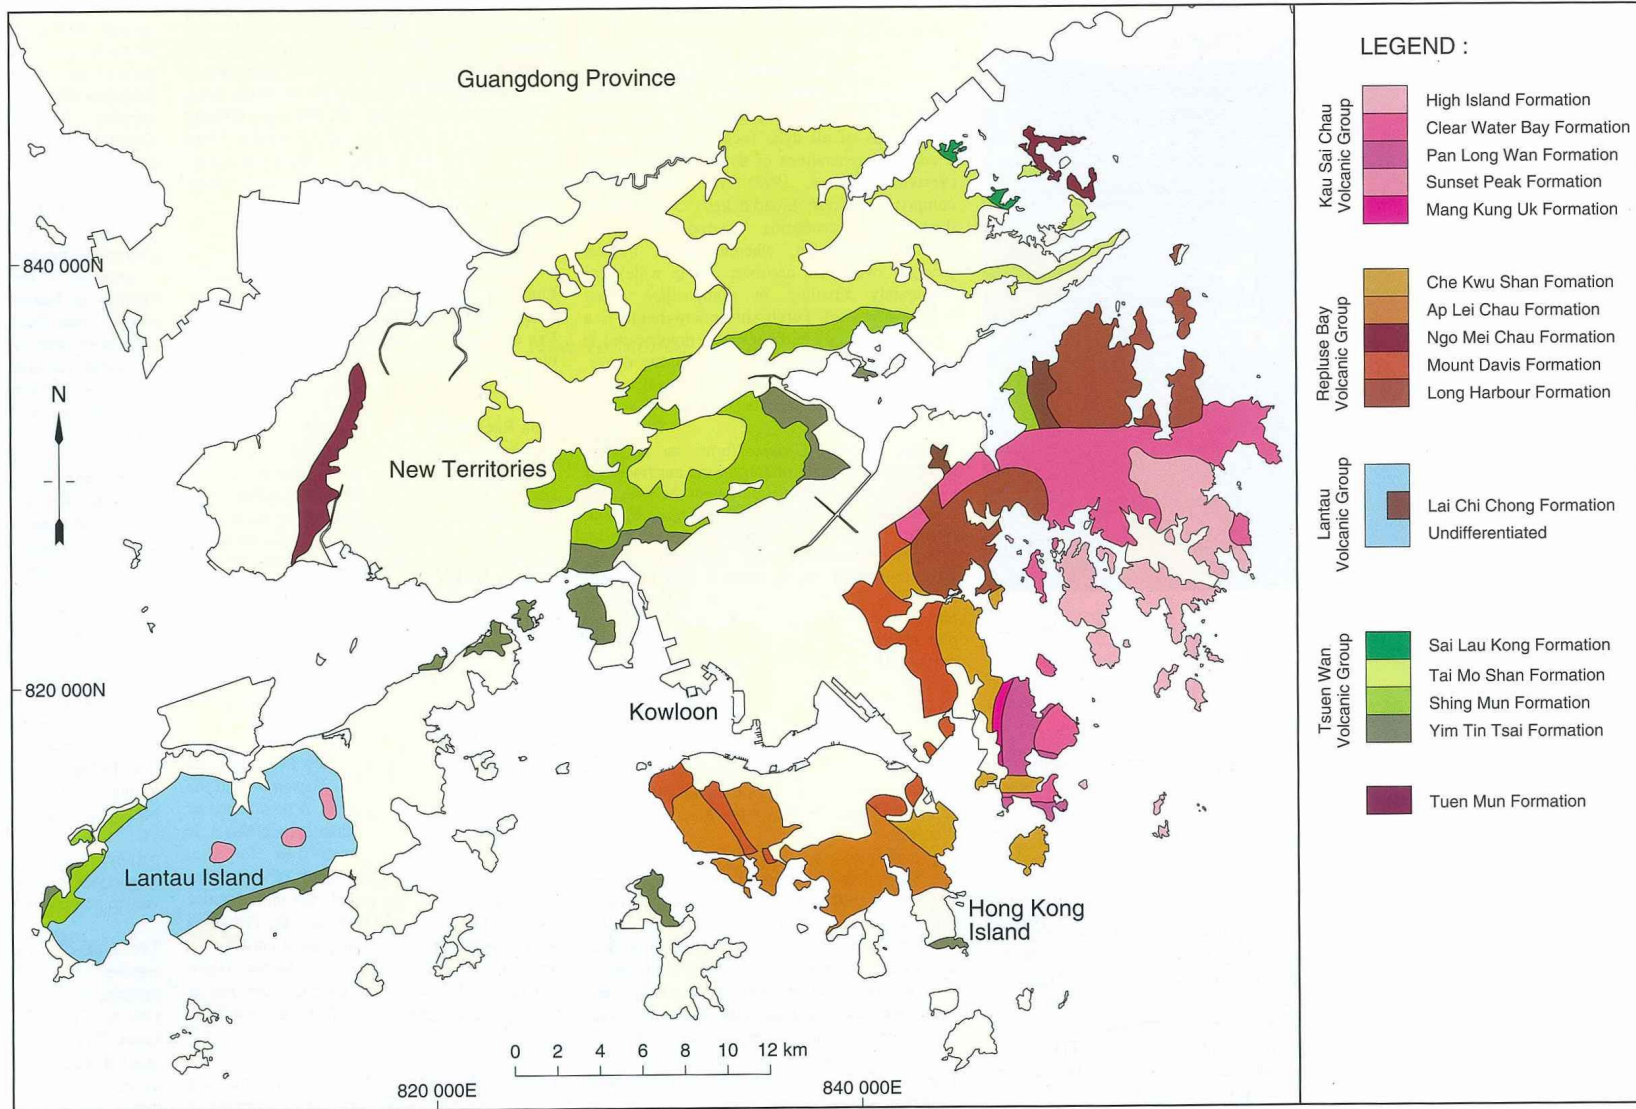 Guangdong Province
840 000N
N
New Territories
820 000N
Kowloon
Lantau Island
Hong Kong
Island
0 2 4 6 8 10 12 km
820 000E
840 000E
LEGEND :
Kau Sai Chau
Volcanic Group
High Island Formation
Clear Water Bay Formation
Pan Long Wan Formation
Sunset Peak Formation
Mang Kung Uk Formation
Repluse Bay
Volcanic Group
Che Kwu Shan Fomation
Ap Lei Chau Formation
Ngo Mei Chau Formation
Mount Davis Formation
Long Harbour Formation
Lantau
Volcanic Group
Lai Chi Chong Formation
Undifferentiated
Tsuen Wan
Volcanic Group
Sai Lau Kong Formation
Tai Mo Shan Formation
Shing Mun Formation
Yim Tin Tsai Formation
Tuen Mun Formation